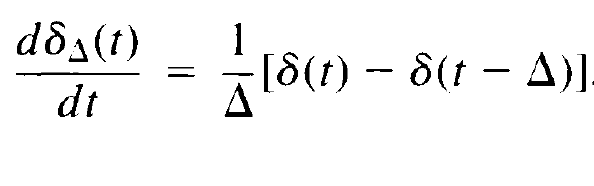 dδ_Δ(t)/dt = 1/Δ[δ(t) − δ(t − Δ)].